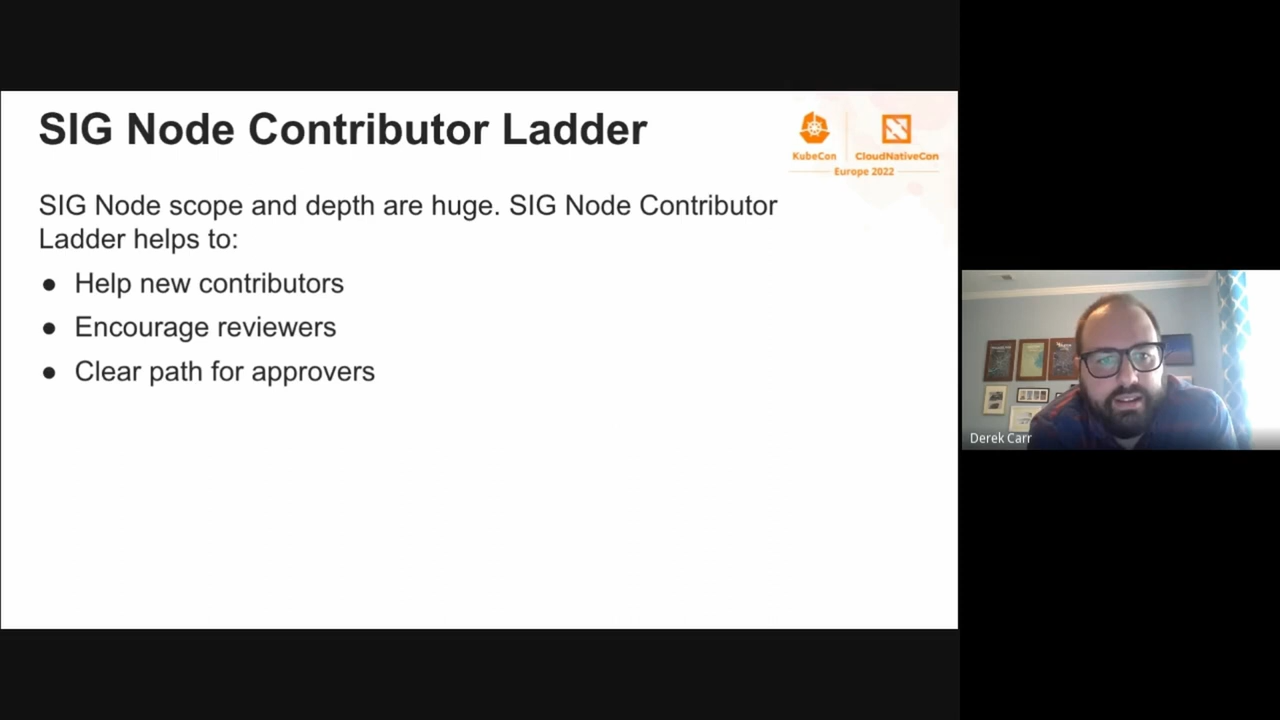 SIG Node Contributor Ladder
KubeCon
CloudNativeCon
Europe 2022
SIG Node scope and depth are huge. SIG Node Contributor
Ladder helps to:
● Help new contributors
● Encourage reviewers
● Clear path for approvers
Derek Carr